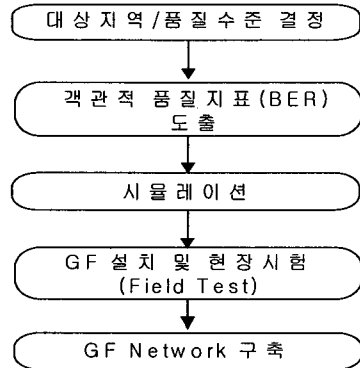 대상지역/품질수준 결정
객관적 품질지표(BER)
도출
시율레이션
GF 설치 및 현장시험
(Field Test)
GF Network 구축